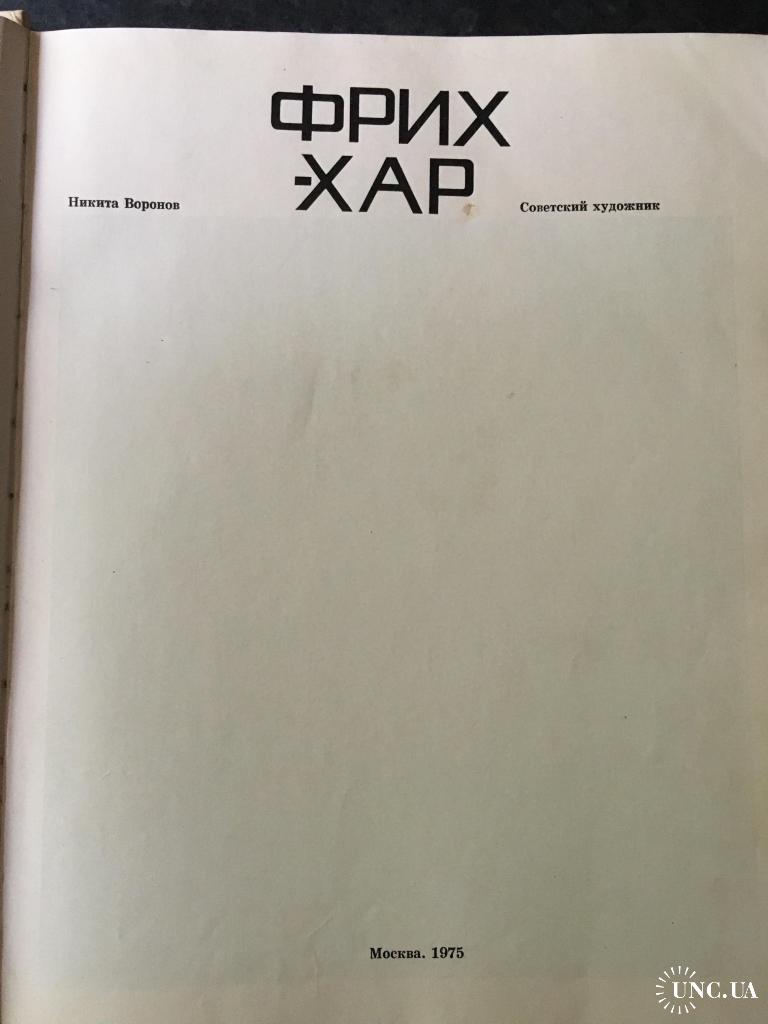 ФРИХ
-ХАР
Никита Воронов
Советский художник
Москва. 1975
UNC.UA